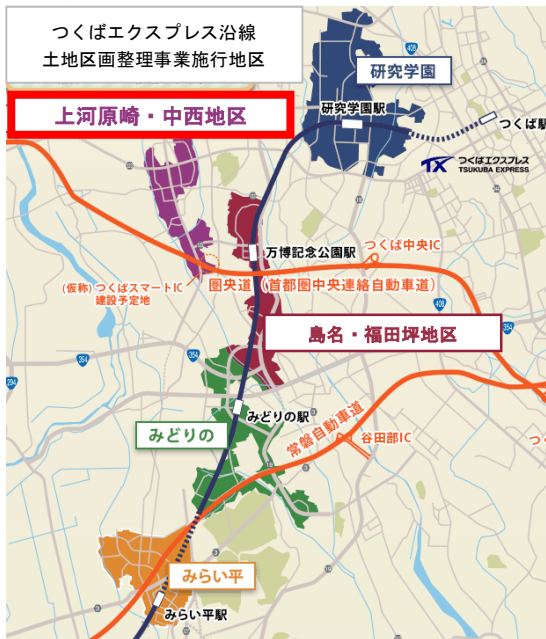 つくばエクスプレス沿線
土地区画整理事業施行地区
上河原崎・中西地区
408
研究学園
研究学園駅
つくば駅
TX つくばエクスプレス
TSUKUBA EXPRESS
万博記念公園駅
つくば中央IC
(仮称)つくばスマートIC
建設予定地
圏央道(首都圏中央連絡自動車道)
408
354
島名・福田坪地区
354
354
294
みどりの駅
みどりの
常磐自動車道
谷田部IC
つく
みらい平
みらい平駅